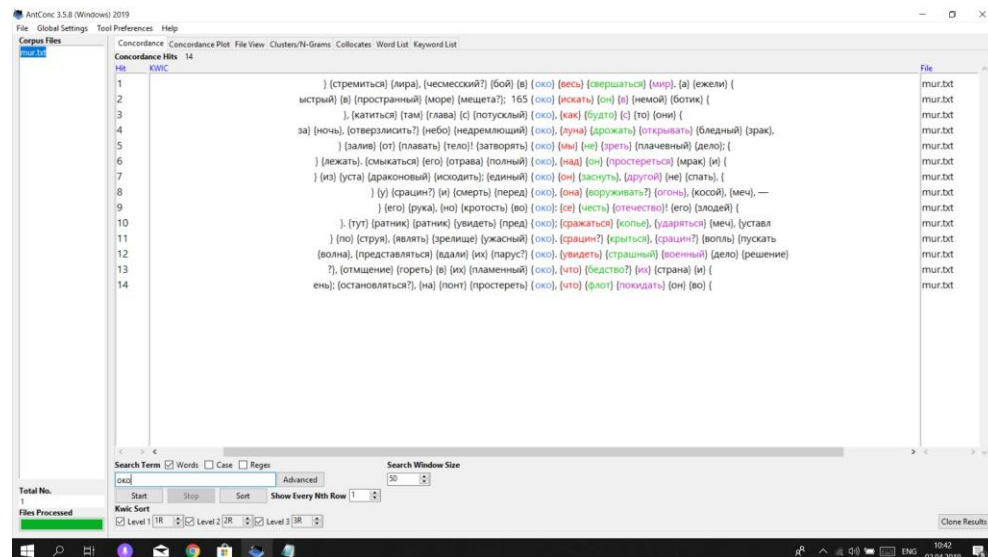 AntConc 3.5.8 (Windows) 2019
File Global Settings Tool Preferences Help
Corpus Files
mur.txt
Concordance Concordance Plot File View Clusters/N-Grams Collocates Word List Keyword List
Concordance Hits 14
Hit KWIC File
1 } {стремиться} {лира}, {чесмесский?} {бой} {в} {око} {весь} {свершаться} {мир}. {а} {ежели} { mur.txt
2 ыстрый} {в} {пространный} {море} {мещета?}; 165 {око} {искать} {он} {в} {немой} {ботик} { mur.txt
3 }, {катиться} {там} {глава} {с} {потусклый} {око}, {как} {будто} {с} {то} {они} { mur.txt
4 за} {ночь}, {отверзлисить?} {небо} {недремлющий} {око}, {луна} {дрожать} {открывать} {бледный} {зрак}, mur.txt
5 } {залив} {от} {плавать} {тело}! {затворять} {око} {мы} {не} {зреть} {плачевный} {дело}; { mur.txt
6 } {лежать}. {смыкаться} {его} {отрава} {полный} {око}, {над} {он} {простереться} {мрак} {и} { mur.txt
7 } {из} {уста} {драконовый} {исходить}; {единый} {око} {он} {заснуть}, {другой} {не} {спать}, { mur.txt
8 } {у} {срацин?} {и} {смерть} {перед} {око}, {она} {воруживать?} {огонь}, {косой}, {меч}, — mur.txt
9 } {его} {рука}, {но} {кротость} {во} {око}: {се} {честь} {отечество}! {его} {злодей} { mur.txt
10 }. {тут} {ратник} {ратник} {увидеть} {пред} {око}; {сражаться} {копье}, {ударяться} {меч}, {уставл mur.txt
11 } {по} {струя}, {являть} {зрелище} {ужасный} {око}. {срацин?} {крыться}, {срацин?} {вопль} {пускать mur.txt
12 {волна}, {представляться} {вдали} {их} {парус?} {око}. {увидеть} {страшный} {военный} {дело} {решение} mur.txt
13 ?}, {отмщение} {гореть} {в} {их} {пламенный} {око}, {что} {бедство?} {их} {страна} {и} { mur.txt
14 ень}; {остановляться?}, {на} {понт} {простереть} {око}, {что} {флот} {покидать} {он} {во} { mur.txt
Search Term Words Case Regex Search Window Size
око Advanced 50
Total No.
1
Start Stop Sort Show Every Nth Row 1
Files Processed
Kwic Sort
Level 1 1R Level 2 2R Level 3 3R Clone Results
ENG 10:42